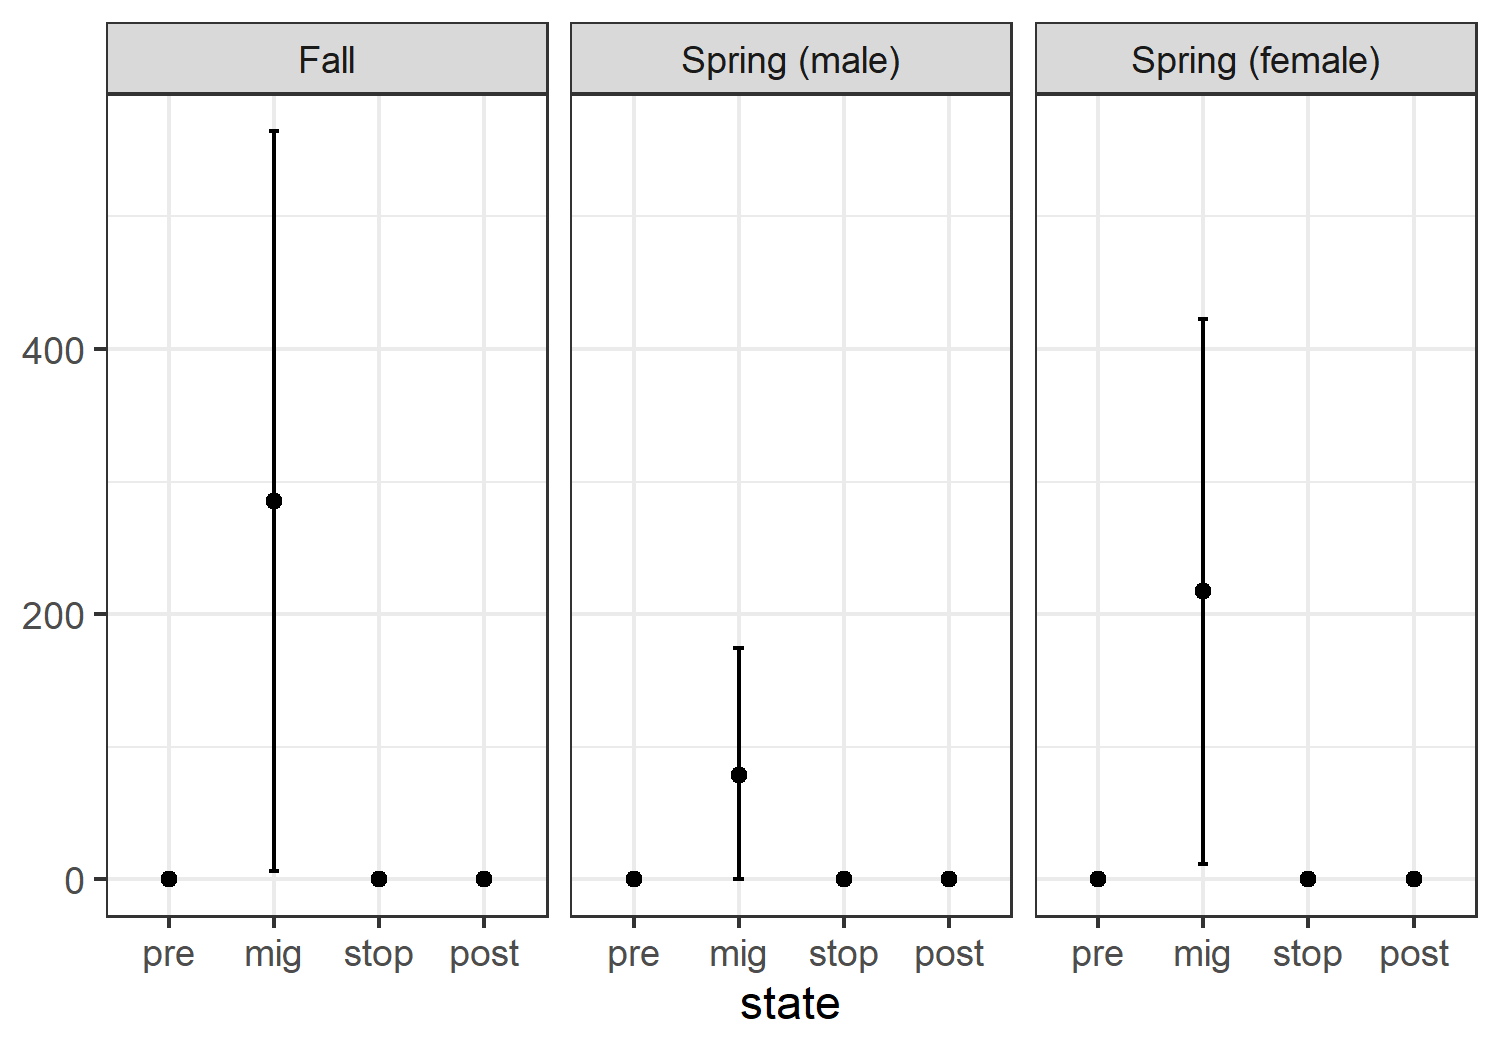 Fall Spring (male) Spring (female)
400
200
0
pre mig stop post pre mig stop post pre mig stop post
state